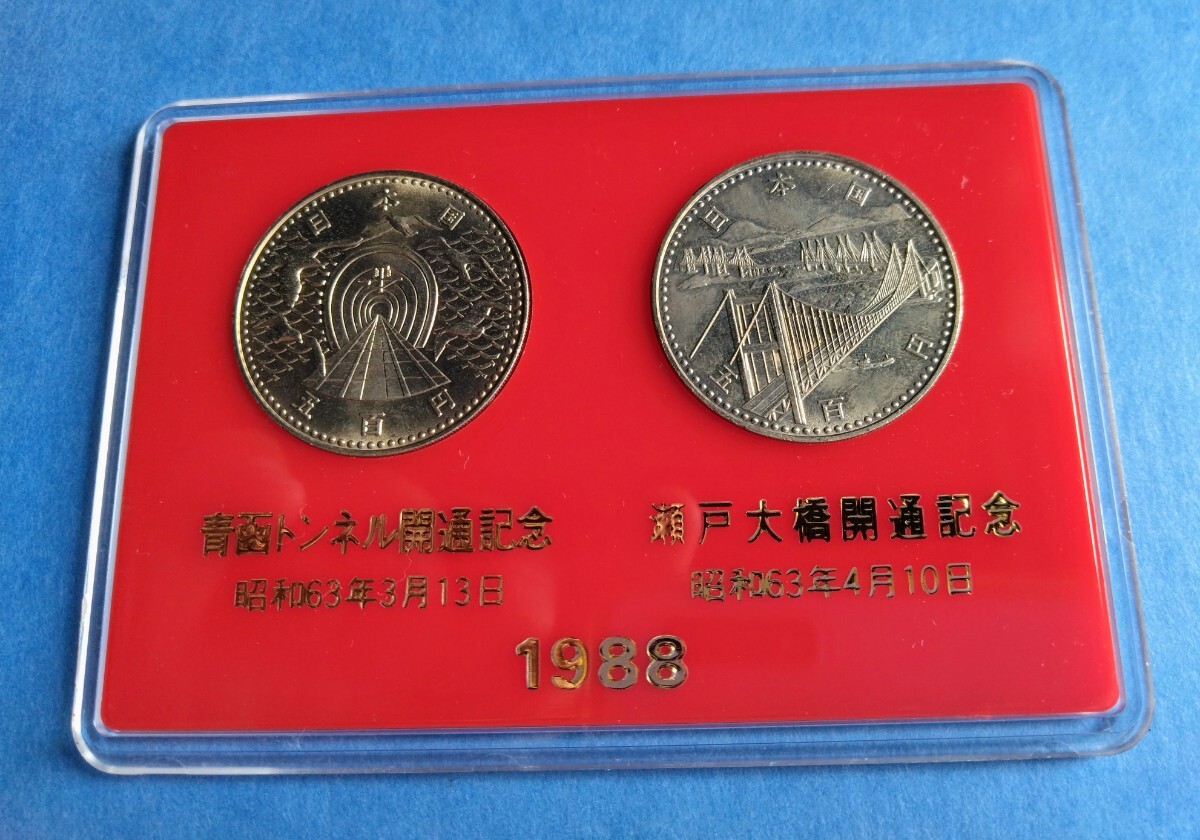 日本国
五百円
日本国
五百円
青函トンネル開通記念
昭和63年3月13日
瀬戸大橋開通記念
昭和63年4月10日
1988